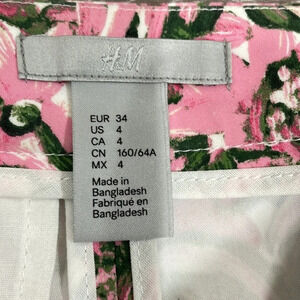 H&M
EUR 34
US 4
CA 4
CN 160/64A
MX 4
Made in
Bangladesh
Fabriqué en
Bangladesh